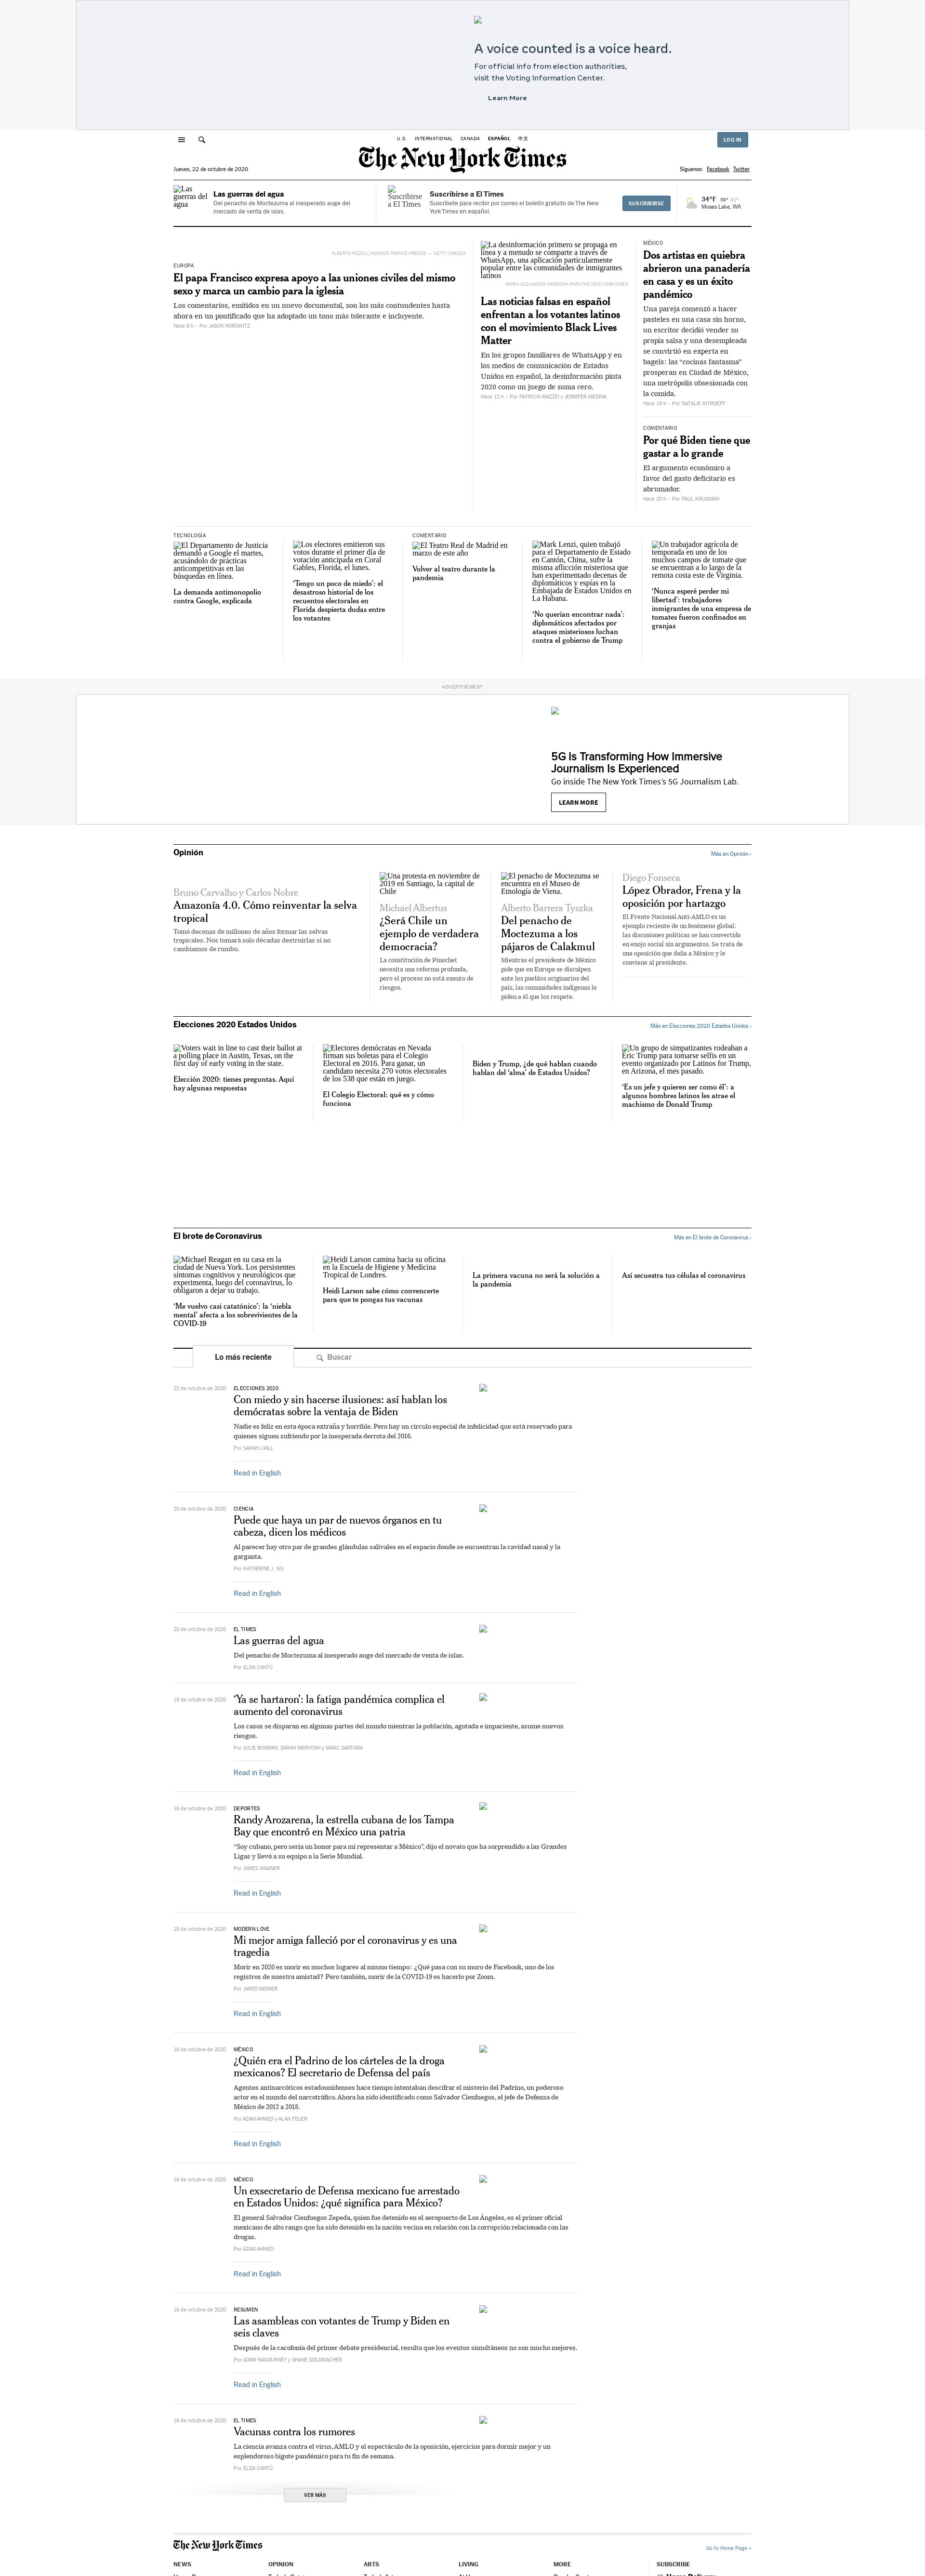 A voice counted is a voice heard.
For official info from election authorities,
visit the Voting Information Center.
Learn More
U.S. INTERNATIONAL CANADA ESPAÑOL 中文
LOG IN
The New York Times
Jueves, 22 de octubre de 2020
Síguenos: Facebook Twitter
Las guerras del agua
Las guerras del agua
Del penacho de Moctezuma al inesperado auge del
mercado de venta de islas.
Suscribirse a El Times
Suscribirse a El Times
Suscríbete para recibir por correo el boletín gratuito de The New
York Times en español.
SUSCRIBIRSE
34°F 59° 31°
Moses Lake, WA
ALBERTO PIZZOLI/AGENCE FRANCE-PRESSE — GETTY IMAGES
EUROPA
El papa Francisco expresa apoyo a las uniones civiles del mismo
sexo y marca un cambio para la iglesia
Los comentarios, emitidos en un nuevo documental, son los más contundentes hasta
ahora en un pontificado que ha adoptado un tono más tolerante e incluyente.
Hace 8 h - Por JASON HOROWITZ
La desinformación primero se propaga en
línea y a menudo se comparte a través de
WhatsApp, una aplicación particularmente
popular entre las comunidades de inmigrantes
latinos
MARIA ALEJANDRA CARDONA PARA THE NEW YORK TIMES
Las noticias falsas en español
enfrentan a los votantes latinos
con el movimiento Black Lives
Matter
En los grupos familiares de WhatsApp y en
los medios de comunicación de Estados
Unidos en español, la desinformación pinta
2020 como un juego de suma cero.
Hace 12 h - Por PATRICIA MAZZEI y JENNIFER MEDINA
MÉXICO
Dos artistas en quiebra
abrieron una panadería
en casa y es un éxito
pandémico
Una pareja comenzó a hacer
pasteles en una casa sin horno,
un escritor decidió vender su
propia salsa y una desempleada
se convirtió en experta en
bagels: las “cocinas fantasma”
prosperan en Ciudad de México,
una metrópolis obsesionada con
la comida.
Hace 19 h - Por NATALIE KITROEFF
COMENTARIO
Por qué Biden tiene que
gastar a lo grande
El argumento económico a
favor del gasto deficitario es
abrumador.
Hace 20 h - Por PAUL KRUGMAN
TECNOLOGÍA
El Departamento de Justicia
demandó a Google el martes,
acusándolo de prácticas
anticompetitivas en las
búsquedas en línea.
La demanda antimonopolio
contra Google, explicada
Los electores emitieron sus
votos durante el primer día de
votación anticipada en Coral
Gables, Florida, el lunes.
‘Tengo un poco de miedo’: el
desastroso historial de los
recuentos electorales en
Florida despierta dudas entre
los votantes
COMENTARIO
El Teatro Real de Madrid en
marzo de este año
Volver al teatro durante la
pandemia
Mark Lenzi, quien trabajó
para el Departamento de Estado
en Cantón, China, sufre la
misma aflicción misteriosa que
han experimentado decenas de
diplomáticos y espías en la
Embajada de Estados Unidos en
La Habana.
‘No querían encontrar nada’:
diplomáticos afectados por
ataques misteriosos luchan
contra el gobierno de Trump
Un trabajador agrícola de
temporada en uno de los
muchos campos de tomate que
se encuentran a lo largo de la
remota costa este de Virginia.
‘Nunca esperé perder mi
libertad’: trabajadores
inmigrantes de una empresa de
tomates fueron confinados en
granjas
ADVERTISEMENT
5G Is Transforming How Immersive
Journalism Is Experienced
Go inside The New York Times’s 5G Journalism Lab.
LEARN MORE
Opinión
Más en Opinión ›
Bruno Carvalho y Carlos Nobre
Amazonía 4.0. Cómo reinventar la selva
tropical
Tomó decenas de millones de años formar las selvas
tropicales. Nos tomará solo décadas destruirlas si no
cambiamos de rumbo.
Una protesta en noviembre de
2019 en Santiago, la capital de
Chile
Michael Albertus
¿Será Chile un
ejemplo de verdadera
democracia?
La constitución de Pinochet
necesita una reforma profunda,
pero el proceso no está exento de
riesgos.
El penacho de Moctezuma se
encuentra en el Museo de
Etnología de Viena.
Alberto Barrera Tyszka
Del penacho de
Moctezuma a los
pájaros de Calakmul
Mientras el presidente de México
pide que en Europa se disculpen
ante los pueblos originarios del
país, las comunidades indígenas le
piden a él que los respete.
Diego Fonseca
López Obrador, Frena y la
oposición por hartazgo
El Frente Nacional Anti-AMLO es un
ejemplo reciente de un fenómeno global:
las discusiones políticas se han convertido
en enojo social sin argumentos. Se trata de
una oposición que daña a México y le
conviene al presidente.
Elecciones 2020 Estados Unidos
Más en Elecciones 2020 Estados Unidos ›
Voters wait in line to cast their ballot at
a polling place in Austin, Texas, on the
first day of early voting in the state.
Elección 2020: tienes preguntas. Aquí
hay algunas respuestas
Electores demócratas en Nevada
firman sus boletas para el Colegio
Electoral en 2016. Para ganar, un
candidato necesita 270 votos electorales
de los 538 que están en juego.
El Colegio Electoral: qué es y cómo
funciona
Biden y Trump, ¿de qué hablan cuando
hablan del ‘alma’ de Estados Unidos?
Un grupo de simpatizantes rodeaban a
Eric Trump para tomarse selfis en un
evento organizado por Latinos for Trump,
en Arizona, el mes pasado.
‘Es un jefe y quieren ser como él’: a
algunos hombres latinos les atrae el
machismo de Donald Trump
El brote de Coronavirus
Más en El brote de Coronavirus ›
Michael Reagan en su casa en la
ciudad de Nueva York. Los persistentes
síntomas cognitivos y neurológicos que
experimenta, luego del coronavirus, lo
obligaron a dejar su trabajo.
‘Me vuelvo casi catatónico’: la ‘niebla
mental’ afecta a los sobrevivientes de la
COVID-19
Heidi Larson camina hacia su oficina
en la Escuela de Higiene y Medicina
Tropical de Londres.
Heidi Larson sabe cómo convencerte
para que te pongas tus vacunas
La primera vacuna no será la solución a
la pandemia
Así secuestra tus células el coronavirus
Lo más reciente
Buscar
22 de octubre de 2020
ELECCIONES 2020
Con miedo y sin hacerse ilusiones: así hablan los
demócratas sobre la ventaja de Biden
Nadie es feliz en esta época extraña y horrible. Pero hay un círculo especial de infelicidad que está reservado para
quienes siguen sufriendo por la inesperada derrota del 2016.
Por SARAH LYALL
Read in English
20 de octubre de 2020
CIENCIA
Puede que haya un par de nuevos órganos en tu
cabeza, dicen los médicos
Al parecer hay otro par de grandes glándulas salivales en el espacio donde se encuentran la cavidad nasal y la
garganta.
Por KATHERINE J. WU
Read in English
20 de octubre de 2020
EL TIMES
Las guerras del agua
Del penacho de Moctezuma al inesperado auge del mercado de venta de islas.
Por ELDA CANTÚ
19 de octubre de 2020
‘Ya se hartaron’: la fatiga pandémica complica el
aumento del coronavirus
Los casos se disparan en algunas partes del mundo mientras la población, agotada e impaciente, asume nuevos
riesgos.
Por JULIE BOSMAN, SARAH MERVOSH y MARC SANTORA
Read in English
19 de octubre de 2020
DEPORTES
Randy Arozarena, la estrella cubana de los Tampa
Bay que encontró en México una patria
“Soy cubano, pero sería un honor para mí representar a México”, dijo el novato que ha sorprendido a las Grandes
Ligas y llevó a su equipo a la Serie Mundial.
Por JAMES WAGNER
Read in English
18 de octubre de 2020
MODERN LOVE
Mi mejor amiga falleció por el coronavirus y es una
tragedia
Morir en 2020 es morir en muchos lugares al mismo tiempo: ¿Qué pasa con su muro de Facebook, uno de los
registros de nuestra amistad? Pero también, morir de la COVID-19 es hacerlo por Zoom.
Por JARED MISNER
Read in English
16 de octubre de 2020
MÉXICO
¿Quién era el Padrino de los cárteles de la droga
mexicanos? El secretario de Defensa del país
Agentes antinarcóticos estadounidenses hace tiempo intentaban descifrar el misterio del Padrino, un poderoso
actor en el mundo del narcotráfico. Ahora ha sido identificado como Salvador Cienfuegos, el jefe de Defensa de
México de 2012 a 2018.
Por AZAM AHMED y ALAN FEUER
Read in English
16 de octubre de 2020
MÉXICO
Un exsecretario de Defensa mexicano fue arrestado
en Estados Unidos: ¿qué significa para México?
El general Salvador Cienfuegos Zepeda, quien fue detenido en el aeropuerto de Los Ángeles, es el primer oficial
mexicano de alto rango que ha sido detenido en la nación vecina en relación con la corrupción relacionada con las
drogas.
Por AZAM AHMED
Read in English
16 de octubre de 2020
RESUMEN
Las asambleas con votantes de Trump y Biden en
seis claves
Después de la cacofonía del primer debate presidencial, resulta que los eventos simultáneos no son mucho mejores.
Por ADAM NAGOURNEY y SHANE GOLDMACHER
Read in English
16 de octubre de 2020
EL TIMES
Vacunas contra los rumores
La ciencia avanza contra el virus, AMLO y el espectáculo de la oposición, ejercicios para dormir mejor y un
esplendoroso bigote pandémico para tu fin de semana.
Por ELDA CANTÚ
VER MÁS
The New York Times
Go to Home Page »
NEWS OPINION ARTS LIVING MORE SUBSCRIBE